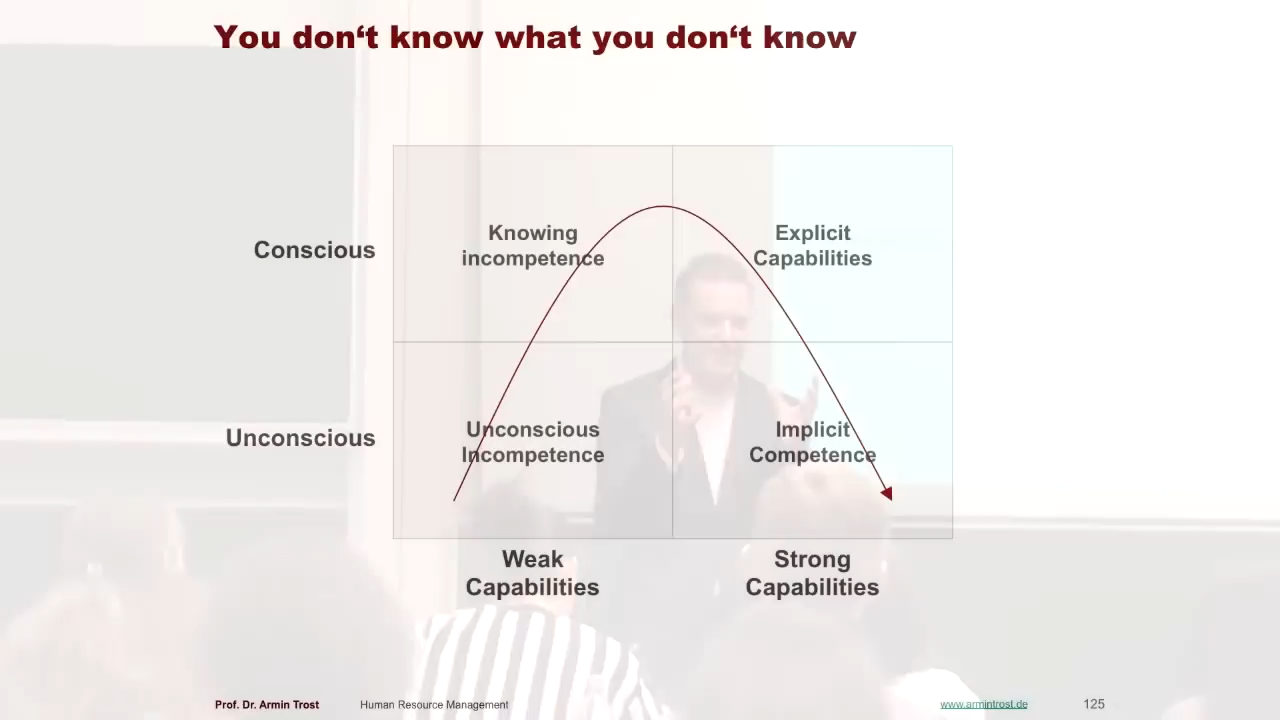 You don‘t know what you don‘t know
Conscious
Knowing
incompetence
Explicit
Capabilities
Unconscious
Unconscious
Incompetence
Implicit
Competence
Weak
Capabilities
Strong
Capabilities
Prof. Dr. Armin Trost
Human Resource Management
www.armintrost.de
125